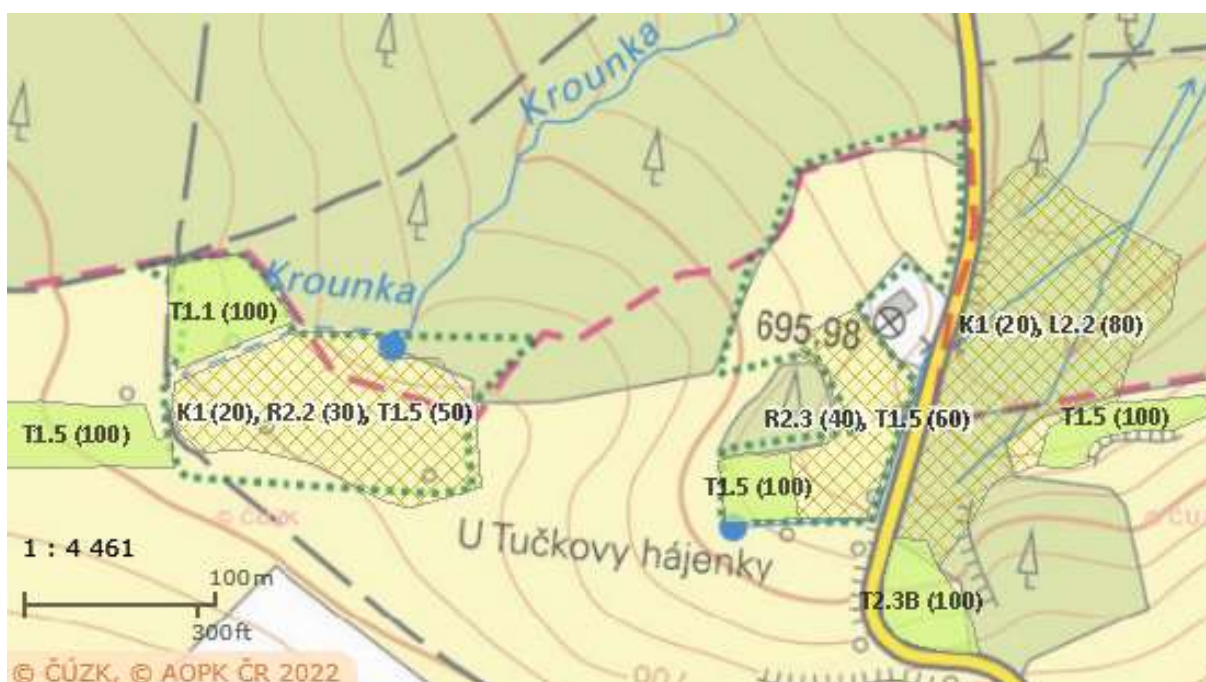 Krounka
Krounka
T1.1 (100)
695.98
K1 (20), L2.2 (80)
K1 (20), R2.2 (30), T1.5 (50)
R2.3 (40), T1.5 (60)
T1.5 (100)
T1.5 (100)
T1.5 (100)
© ČÚZK
© ČÚ
U Tučkovy hájenky
1 : 4 461
100m
300ft
T2.3B (100)
© ČÚZK, © AOPK ČR 2022